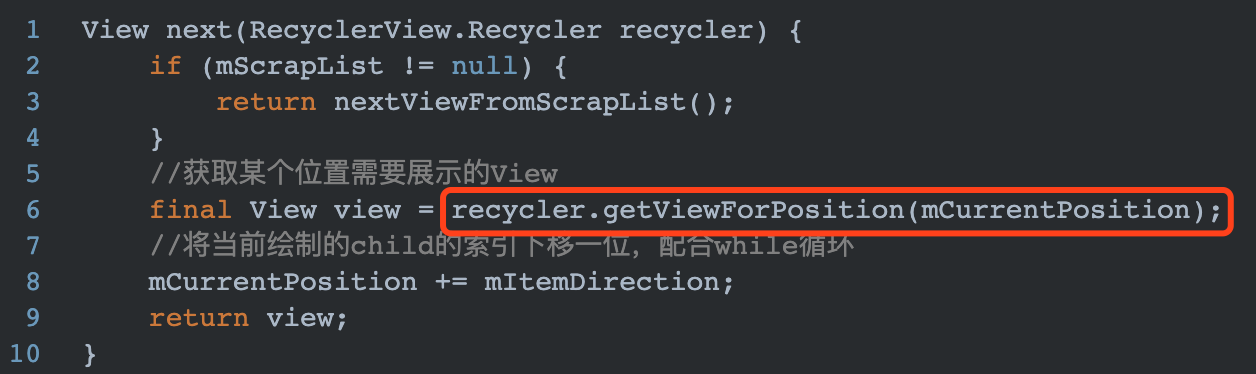 1 View next(RecyclerView.Recycler recycler) {
2 if (mScrapList != null) {
3 return nextViewFromScrapList();
4 }
5 //获取某个位置需要展示的View
6 final View view = recycler.getViewForPosition(mCurrentPosition);
7 //将当前绘制的child的索引下移一位，配合while循环
8 mCurrentPosition += mItemDirection;
9 return view;
10 }